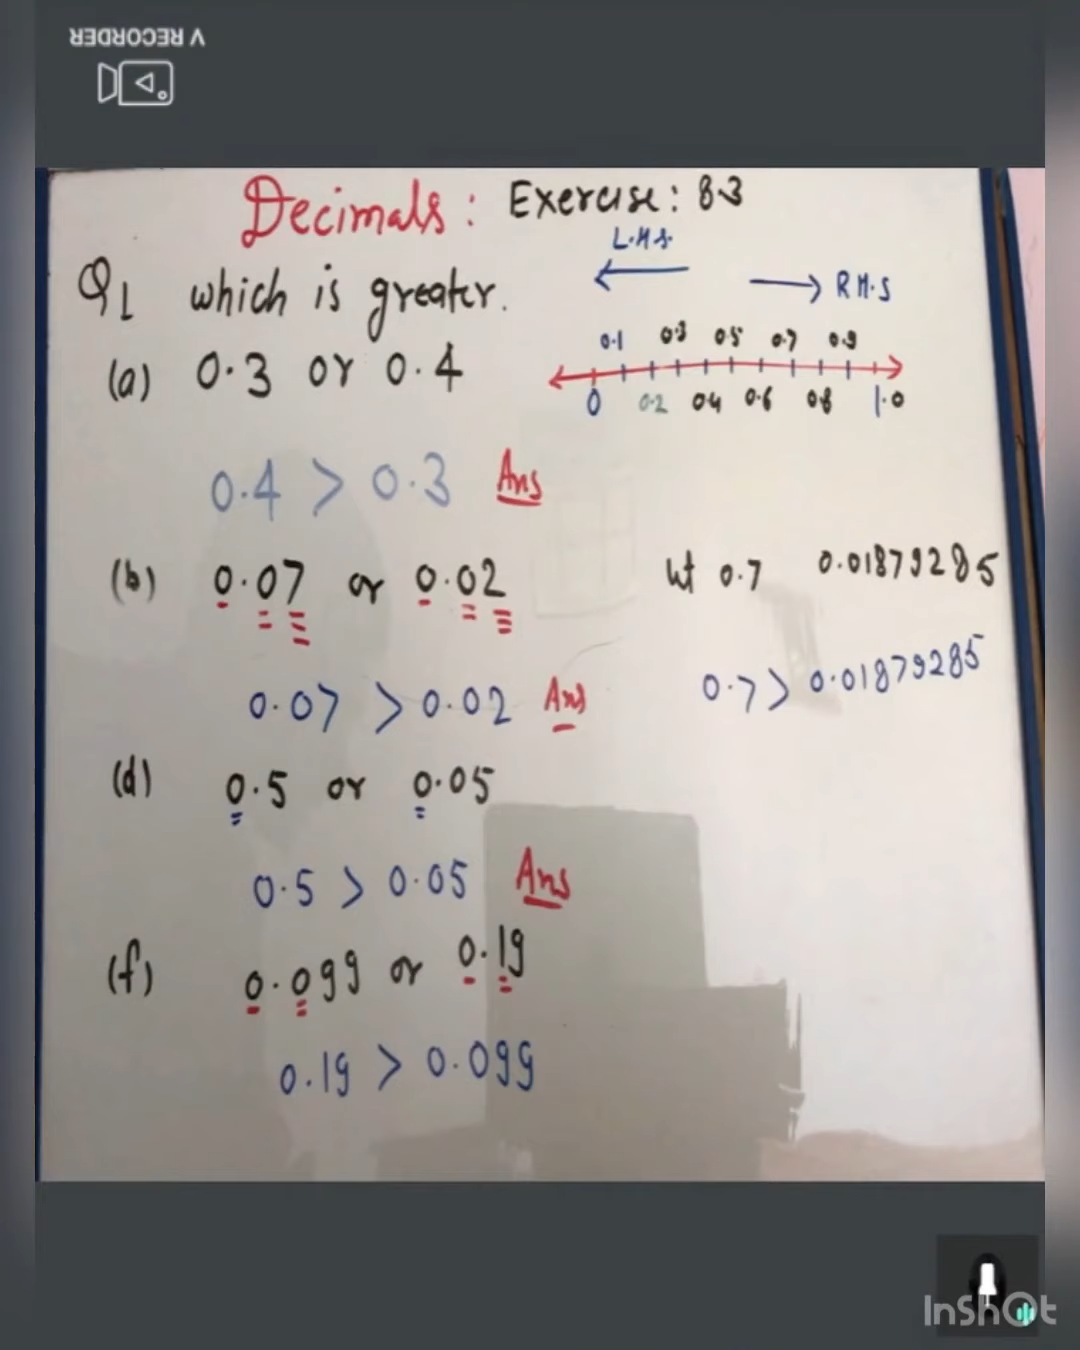 V RECORDER
Decimals: Exercise: 8.3
L.H.S.
R.H.S
Q1 which is greater.
0.1 0.3 0.5 0.7 0.9
0 0.2 0.4 0.6 0.8 1.0
(a) 0.3 or 0.4
0.4 > 0.3 Ans
(b) 0.07 or 0.02
let 0.7 0.01879285
0.07 > 0.02 Ans
0.7 > 0.01879285
(d) 0.5 or 0.05
0.5 > 0.05 Ans
(f) 0.099 or 0.19
0.19 > 0.099
InShOt